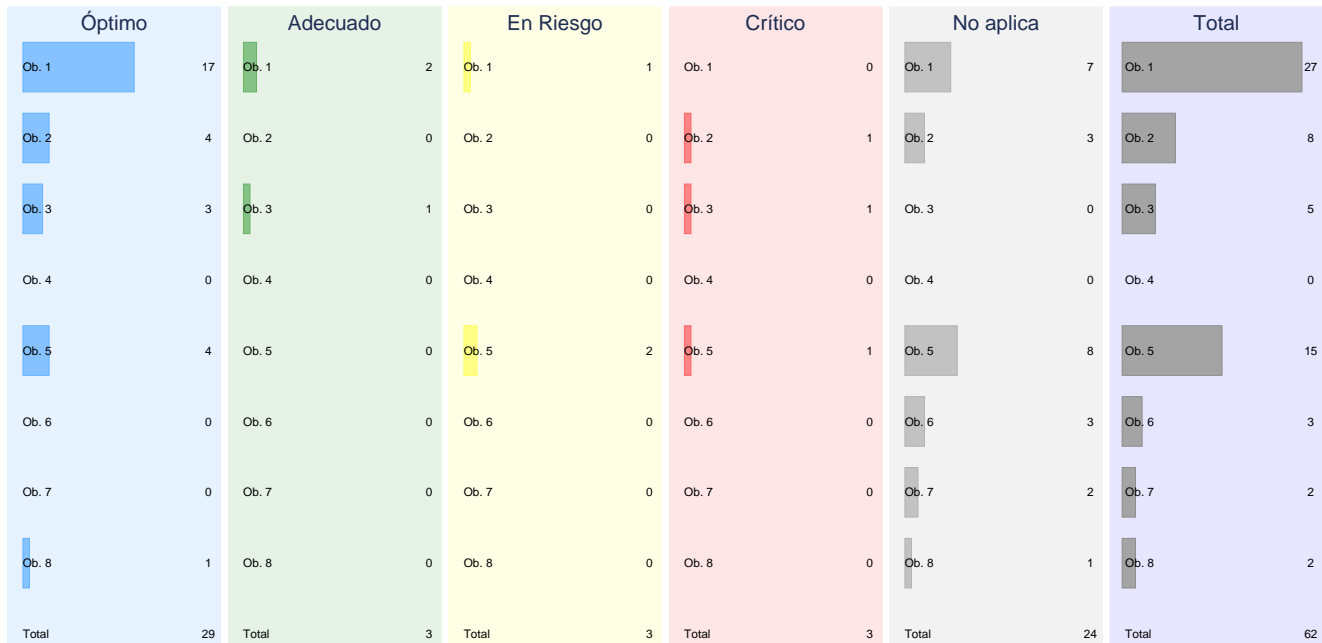 Óptimo Adecuado En Riesgo Crítico No aplica Total
Ob. 1 17 Ob. 1 2 Ob. 1 1 Ob. 1 0 Ob. 1 7 Ob. 1 27
Ob. 2 4 Ob. 2 0 Ob. 2 0 Ob. 2 1 Ob. 2 3 Ob. 2 8
Ob. 3 3 Ob. 3 1 Ob. 3 0 Ob. 3 1 Ob. 3 0 Ob. 3 5
Ob. 4 0 Ob. 4 0 Ob. 4 0 Ob. 4 0 Ob. 4 0 Ob. 4 0
Ob. 5 4 Ob. 5 0 Ob. 5 2 Ob. 5 1 Ob. 5 8 Ob. 5 15
Ob. 6 0 Ob. 6 0 Ob. 6 0 Ob. 6 0 Ob. 6 3 Ob. 6 3
Ob. 7 0 Ob. 7 0 Ob. 7 0 Ob. 7 0 Ob. 7 2 Ob. 7 2
Ob. 8 1 Ob. 8 0 Ob. 8 0 Ob. 8 0 Ob. 8 1 Ob. 8 2
Total 29 Total 3 Total 3 Total 3 Total 24 Total 62